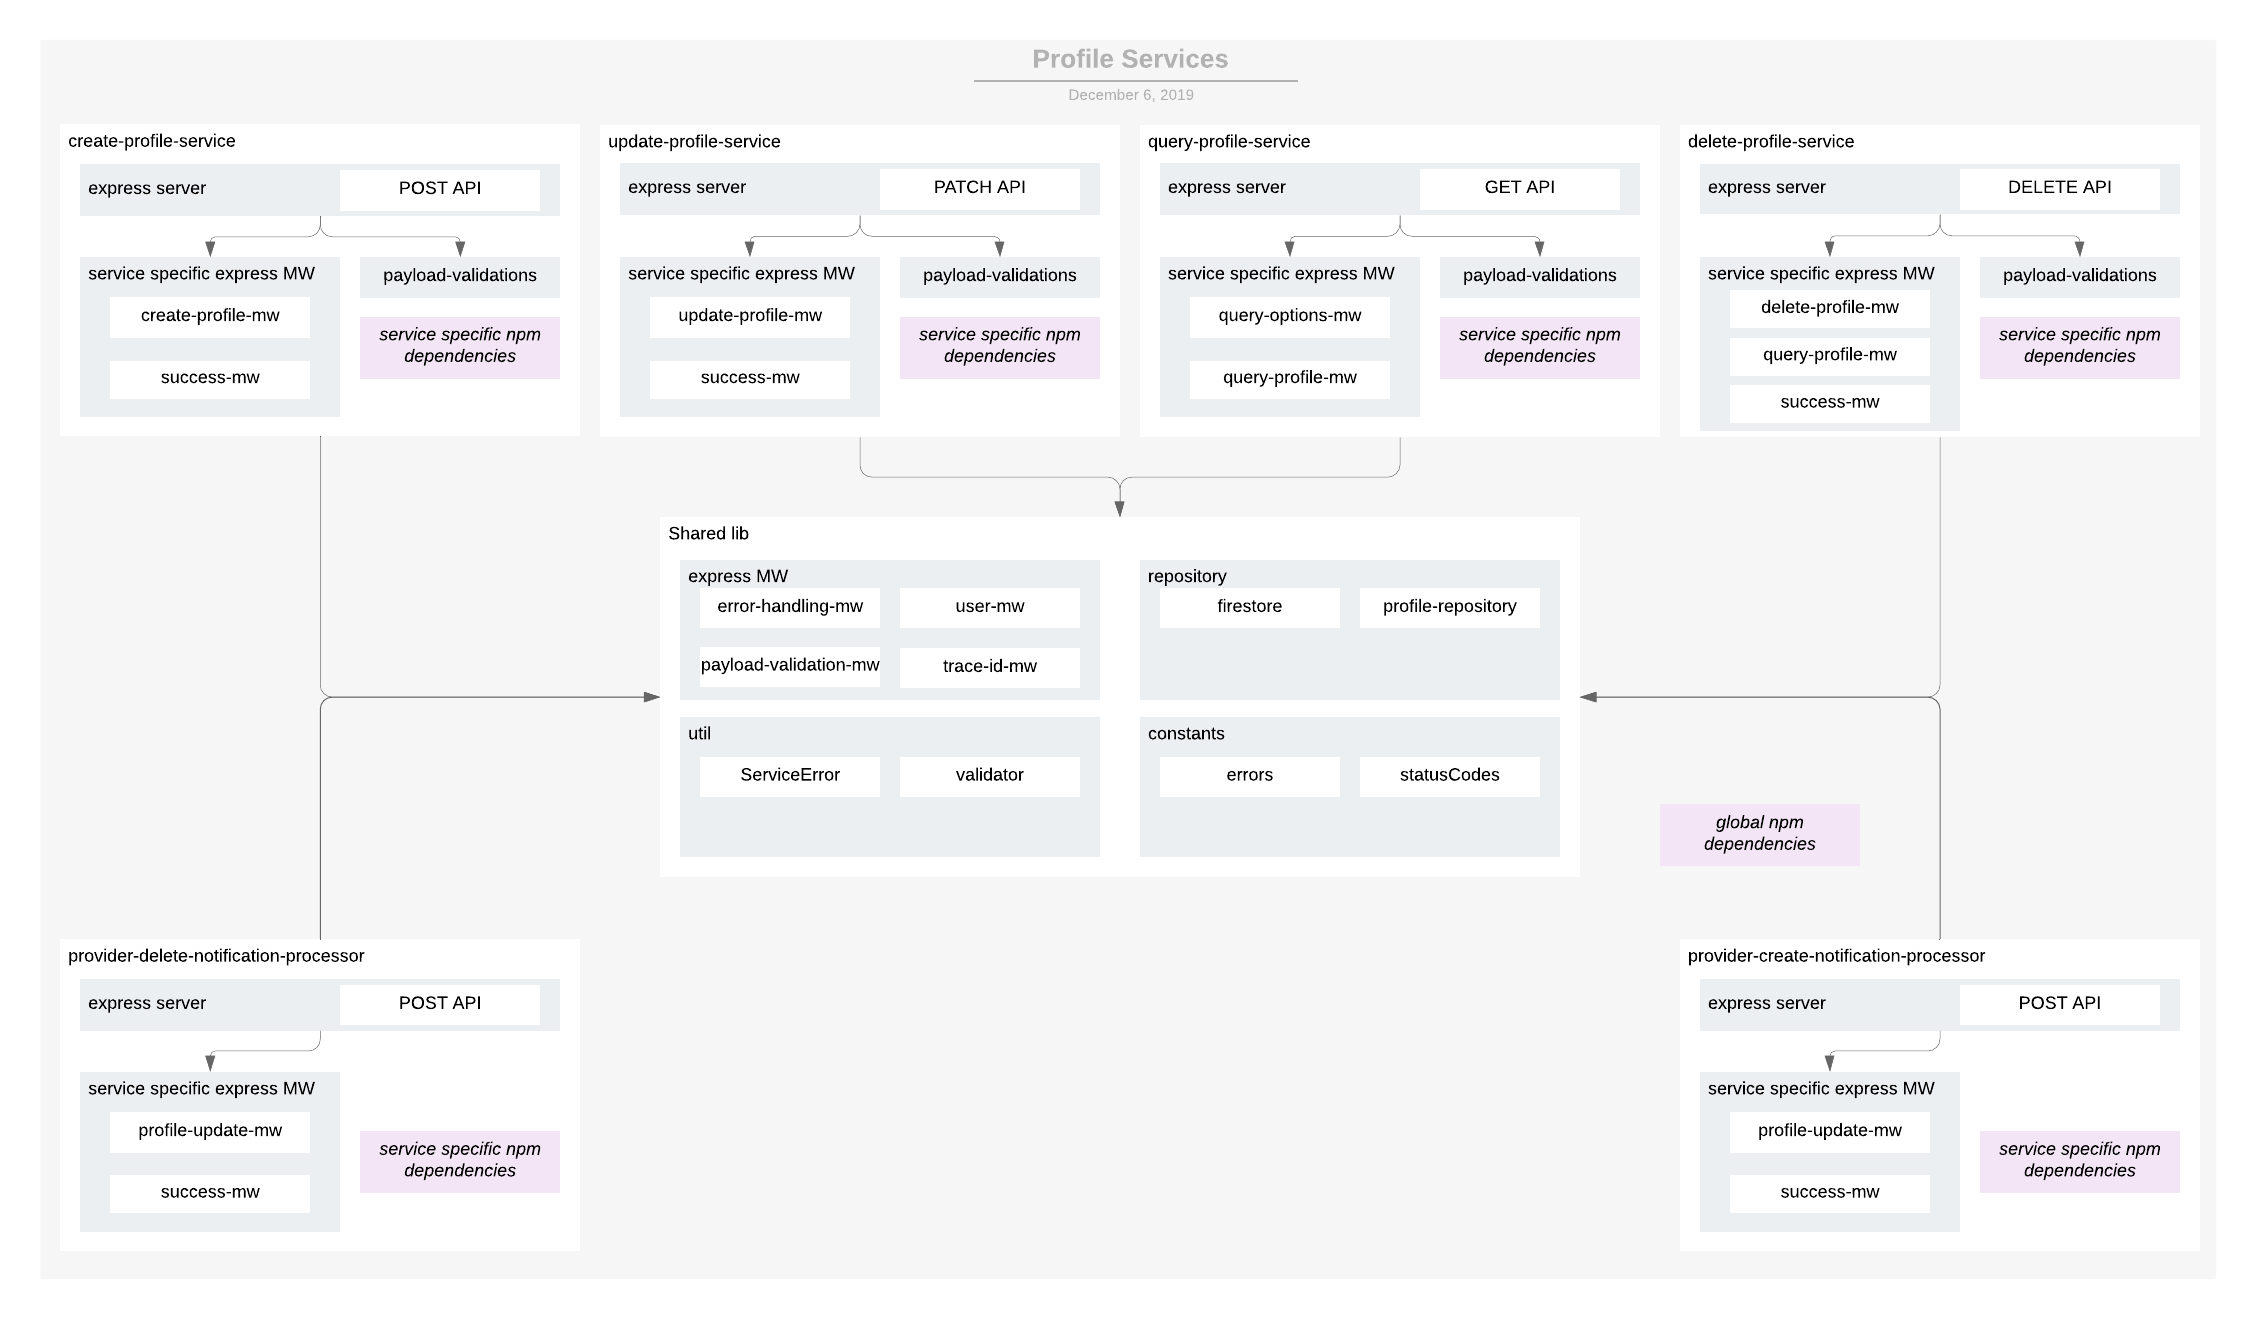 Profile Services
December 6, 2019
create-profile-service
express server
POST API
service specific express MW
create-profile-mw
success-mw
payload-validations
service specific npm
dependencies
update-profile-service
express server
PATCH API
service specific express MW
update-profile-mw
success-mw
payload-validations
service specific npm
dependencies
query-profile-service
express server
GET API
service specific express MW
query-options-mw
query-profile-mw
payload-validations
service specific npm
dependencies
delete-profile-service
express server
DELETE API
service specific express MW
delete-profile-mw
query-profile-mw
success-mw
payload-validations
service specific npm
dependencies
Shared lib
express MW
error-handling-mw
user-mw
payload-validation-mw
trace-id-mw
repository
firestore
profile-repository
util
ServiceError
validator
constants
errors
statusCodes
global npm
dependencies
provider-delete-notification-processor
express server
POST API
service specific express MW
profile-update-mw
success-mw
service specific npm
dependencies
provider-create-notification-processor
express server
POST API
service specific express MW
profile-update-mw
success-mw
service specific npm
dependencies